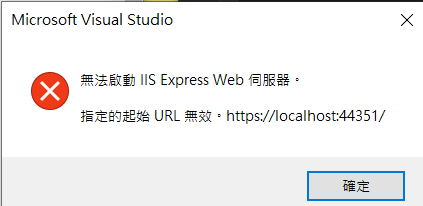 Microsoft Visual Studio
無法啟動 IIS Express Web 伺服器。
指定的起始 URL 無效。https://localhost:44351/
確定